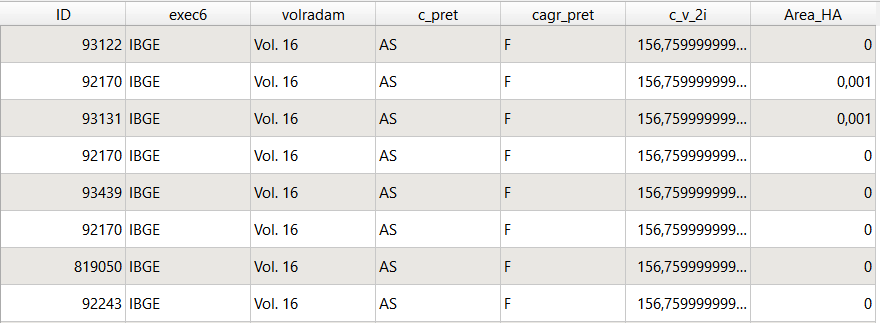 ID exec6 volradam c_pret cagr_pret c_v_2i Area_HA
93122 IBGE Vol. 16 AS F 156,759999999... 0
92170 IBGE Vol. 16 AS F 156,759999999... 0,001
93131 IBGE Vol. 16 AS F 156,759999999... 0,001
92170 IBGE Vol. 16 AS F 156,759999999... 0
93439 IBGE Vol. 16 AS F 156,759999999... 0
92170 IBGE Vol. 16 AS F 156,759999999... 0
819050 IBGE Vol. 16 AS F 156,759999999... 0
92243 IBGE Vol. 16 AS F 156,759999999... 0